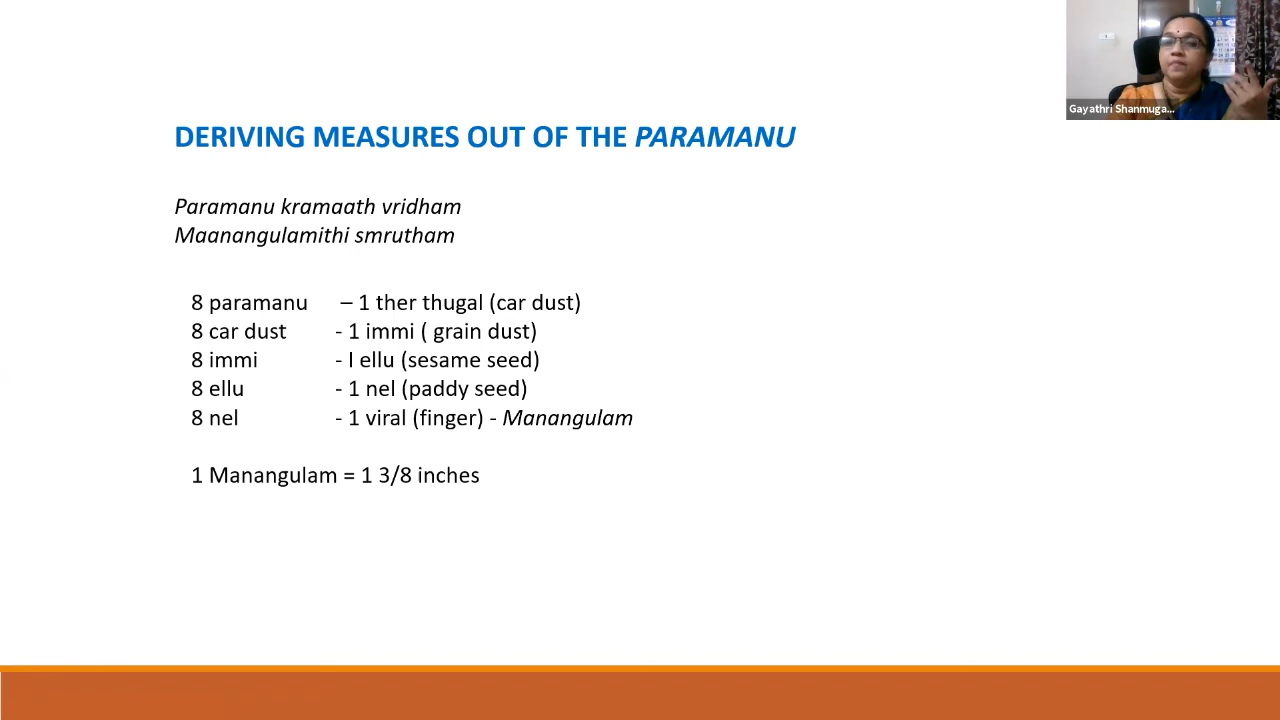 Gayathri Shanmuga...
DERIVING MEASURES OUT OF THE PARAMANU
Paramanu kramaath vridham
Maanangulamithi smrutham
8 paramanu – 1 ther thugal (car dust)
8 car dust - 1 immi ( grain dust)
8 immi - I ellu (sesame seed)
8 ellu - 1 nel (paddy seed)
8 nel - 1 viral (finger) - Manangulam
1 Manangulam = 1 3/8 inches